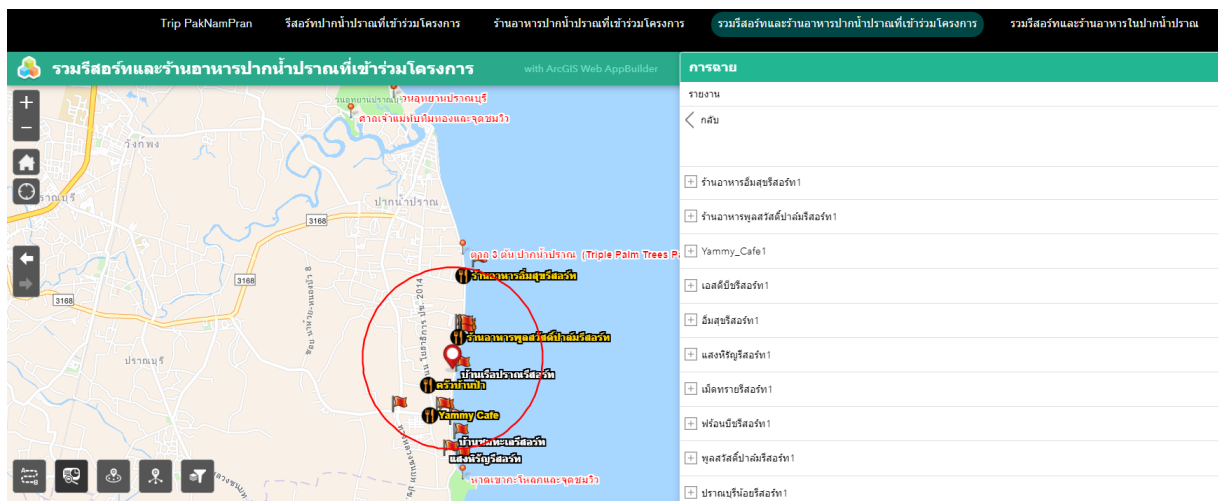 Trip PakNamPran
รีสอร์ทปากน้ำปราณที่เข้าร่วมโครงการ
ร้านอาหารปากน้ำปราณที่เข้าร่วมโครงการ
รวมรีสอร์ทและร้านอาหารปากน้ำปราณที่เข้าร่วมโครงการ
รวมรีสอร์ทและร้านอาหารในปากน้ำปราณ
รวมรีสอร์ทและร้านอาหารปากน้ำปราณที่เข้าร่วมโครงการ
with ArcGIS Web AppBuilder
การฉาย
รายงาน
กลับ
วนอุทยานปราณบุรี
ศาลเจ้าแม่ทับทิมทองและจุดชมวิว
วังก์พง
ปากน้ำปราณ
3168
3168
3168
ตาล 3 ต้น ปากน้ำปราณ (Triple Palm Trees P
ร้านอาหารอิ่มสุขรีสอร์ท
ร้านอาหารพูลสวัสดิ์ปาล์มรีสอร์ท
บ้านเรือปราณรีสอร์ท
ครัวบ้านป้า
Yammy Cafe
แสงหิรัญรีสอร์ท
หาดเขากะโหลกและจุดชมวิว
ปราณบุรี
ร้านอาหารอิ่มสุขรีสอร์ท1
ร้านอาหารพูลสวัสดิ์ปาล์มรีสอร์ท1
Yammy_Cafe1
เอสดีบีชรีสอร์ท1
อิ่มสุขรีสอร์ท1
แสงหิรัญรีสอร์ท1
เม็ดทรายรีสอร์ท1
ฟร้อนบีชรีสอร์ท1
พูลสวัสดิ์ปาล์มรีสอร์ท1
ปราณบุรีน้อยรีสอร์ท1